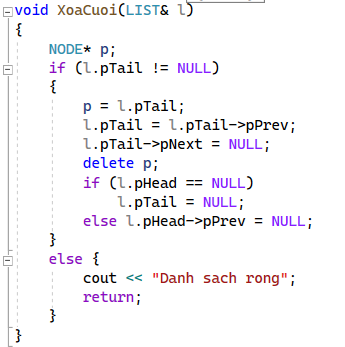 void XoaCuoi(LIST& l)
{
NODE* p;
if (l.pTail != NULL)
{
p = l.pTail;
l.pTail = l.pTail->pPrev;
l.pTail->pNext = NULL;
delete p;
if (l.pHead == NULL)
l.pTail = NULL;
else l.pHead->pPrev = NULL;
}
else {
cout << "Danh sach rong";
return;
}
}